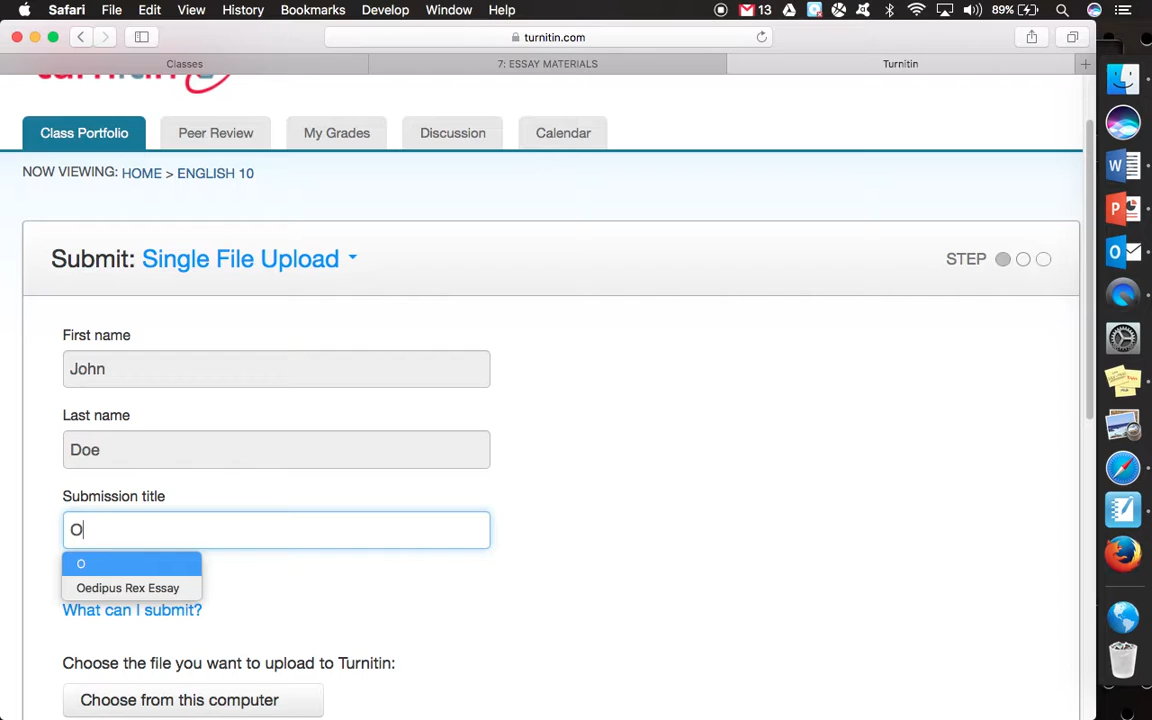 Safari File Edit View History Bookmarks Develop Window Help 13 89%
turnitin.com
Classes 7: ESSAY MATERIALS Turnitin +
Class Portfolio Peer Review My Grades Discussion Calendar
NOW VIEWING: HOME > ENGLISH 10
Submit: Single File Upload STEP
First name
John
Last name
Doe
Submission title
O
O
Oedipus Rex Essay
What can I submit?
Choose the file you want to upload to Turnitin:
Choose from this computer